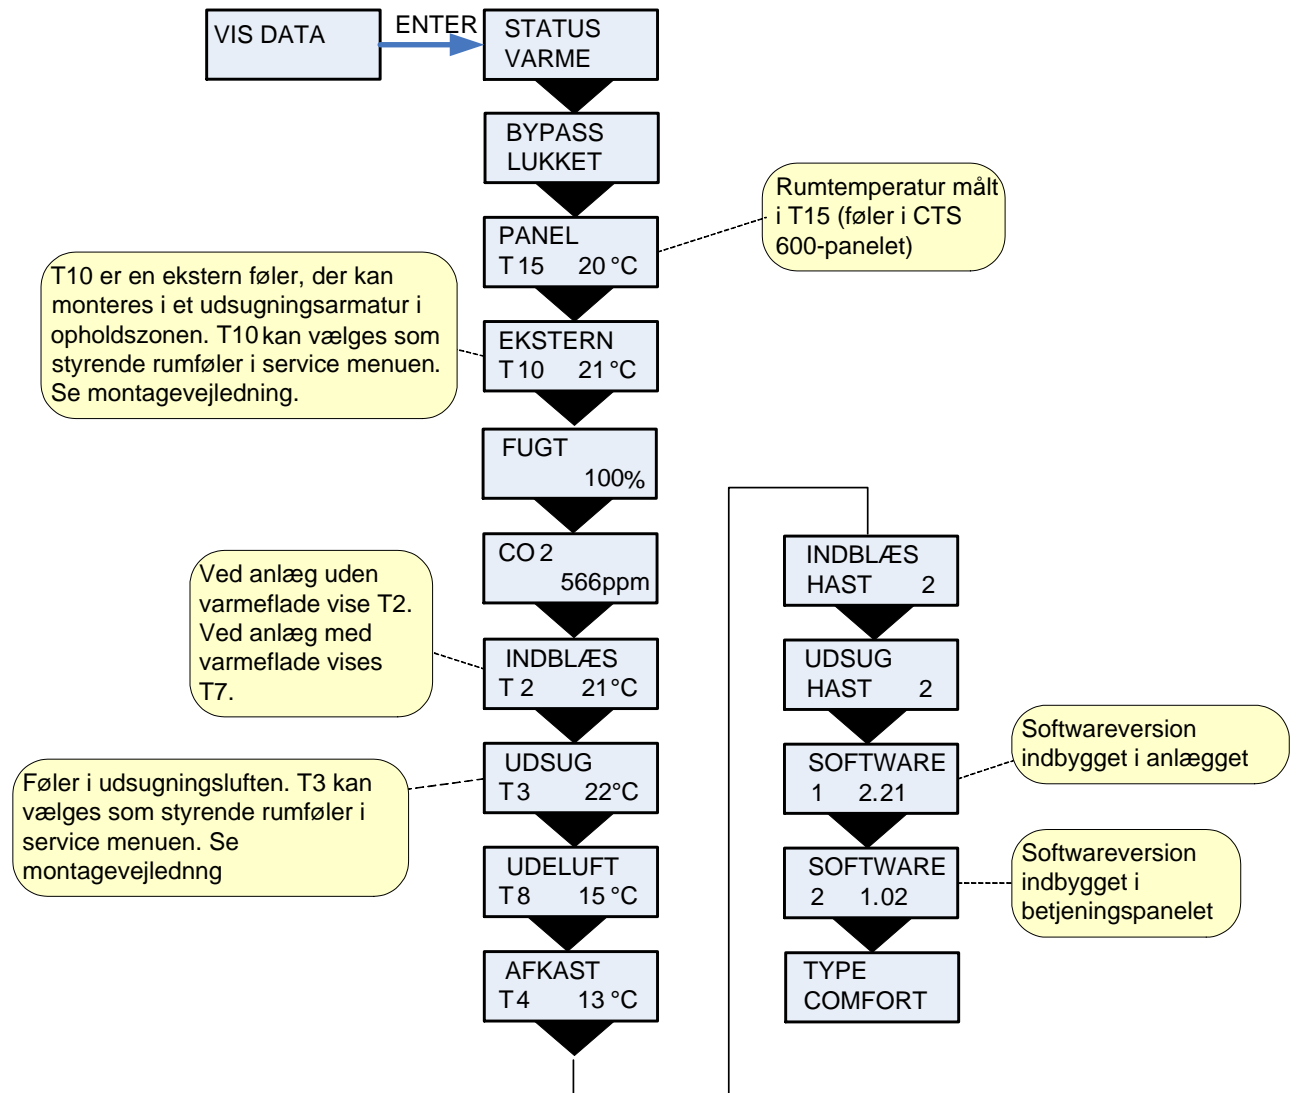 VIS DATA
ENTER
STATUS
VARME
BYPASS
LUKKET
PANEL
T 15 20 °C
Rumtemperatur målt
i T15 (føler i CTS
600-panelet)
EKSTERN
T 10 21 °C
T10 er en ekstern føler, der kan
monteres i et udsugningsarmatur i
opholdszonen. T10 kan vælges som
styrende rumføler i service menuen.
Se montagevejledning.
FUGT
100%
CO 2
566ppm
INDBLÆS
T 2 21 °C
Ved anlæg uden
varmeflade vise T2.
Ved anlæg med
varmeflade vises
T7.
UDSUG
T 3 22°C
Føler i udsugningsluften. T3 kan
vælges som styrende rumføler i
service menuen. Se
montagevejlednng
UDELUFT
T 8 15 °C
AFKAST
T 4 13 °C
INDBLÆS
HAST 2
UDSUG
HAST 2
SOFTWARE
1 2.21
Softwareversion
indbygget i anlægget
SOFTWARE
2 1.02
Softwareversion
indbygget i
betjeningspanelet
TYPE
COMFORT